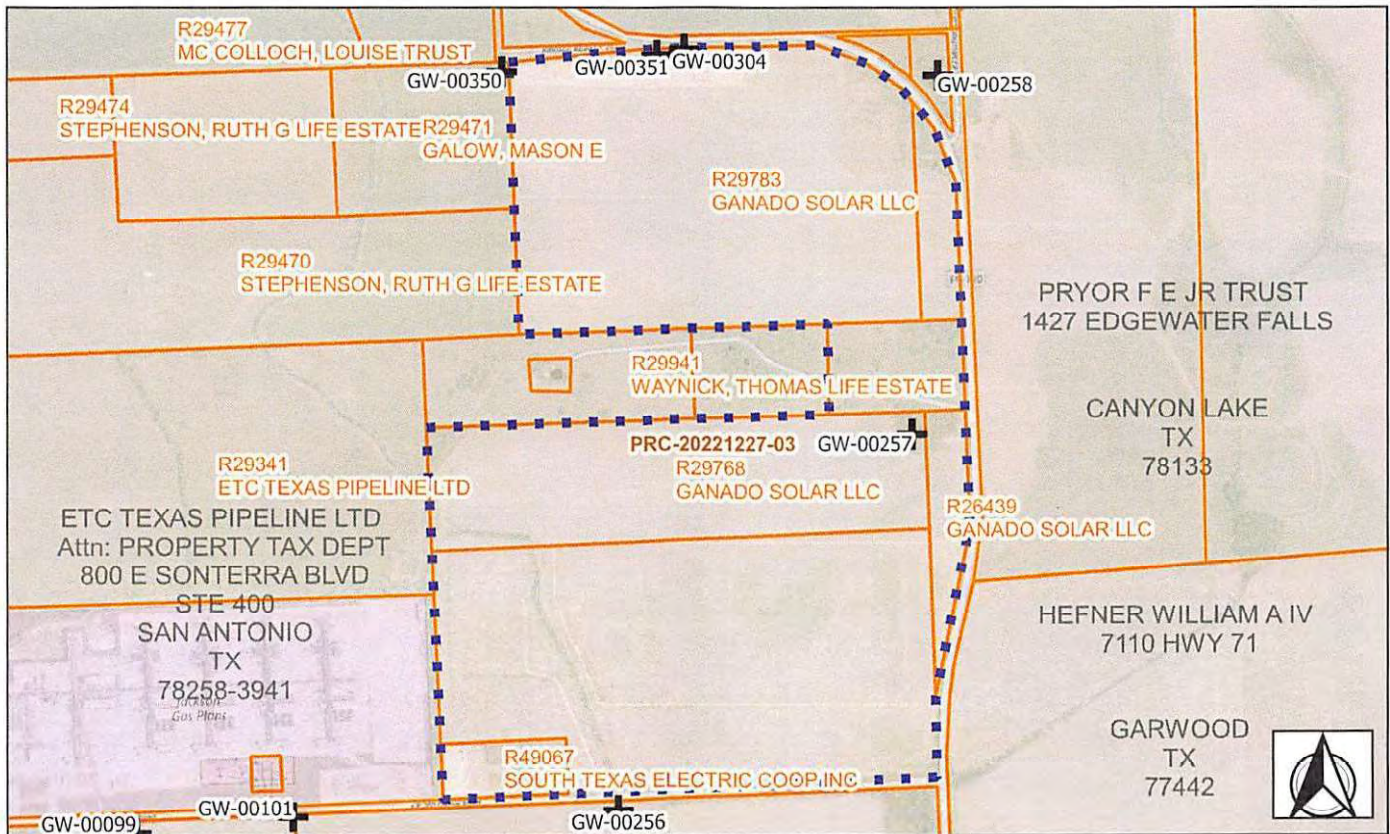 R29477
MC COLLOCH, LOUISE TRUST
GW-00350
GW-00351
GW-00304
GW-00258
R29474
STEPHENSON, RUTH G LIFE ESTATE
R29471
GALOW, MASON E
R29783
GANADO SOLAR LLC
R29470
STEPHENSON, RUTH G LIFE ESTATE
PRYOR F E JR TRUST
1427 EDGEWATER FALLS
CANYON LAKE
TX
78133
R29941
WAYNICK, THOMAS LIFE ESTATE
PRC-20221227-03
GW-00257
R29768
GANADO SOLAR LLC
R29341
ETC TEXAS PIPELINE LTD
R26439
GANADO SOLAR LLC
ETC TEXAS PIPELINE LTD
Attn: PROPERTY TAX DEPT
800 E SONTERRA BLVD
STE 400
SAN ANTONIO
TX
78258-3941
Jackson
Gas Plant
HEFNER WILLIAM A IV
7110 HWY 71
GARWOOD
TX
77442
R49067
SOUTH TEXAS ELECTRIC COOP INC
GW-00101
GW-00099
GW-00256